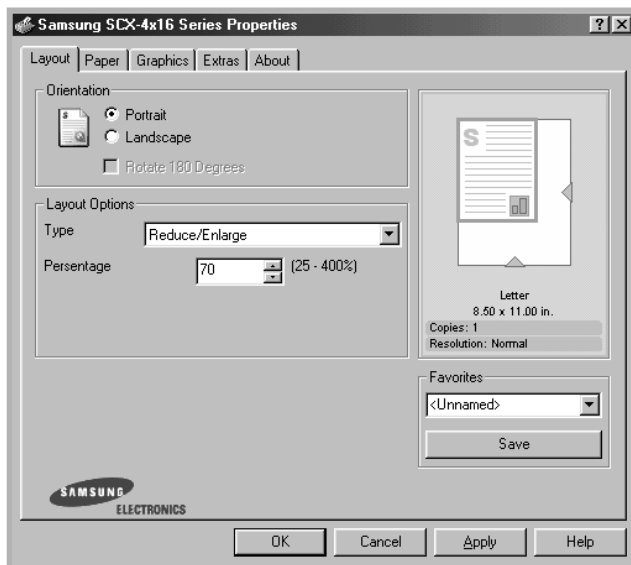 Samsung SCX-4x16 Series Properties
Layout Paper Graphics Extras About
Orientation
Portrait
Landscape
Rotate 180 Degrees
Layout Options
Type Reduce/Enlarge
Persentage 70 (25 - 400%)
S
S
Letter
8.50 x 11.00 in.
Copies: 1
Resolution: Normal
Favorites
<Unnamed>
Save
SAMSUNG
ELECTRONICS
OK Cancel Apply Help